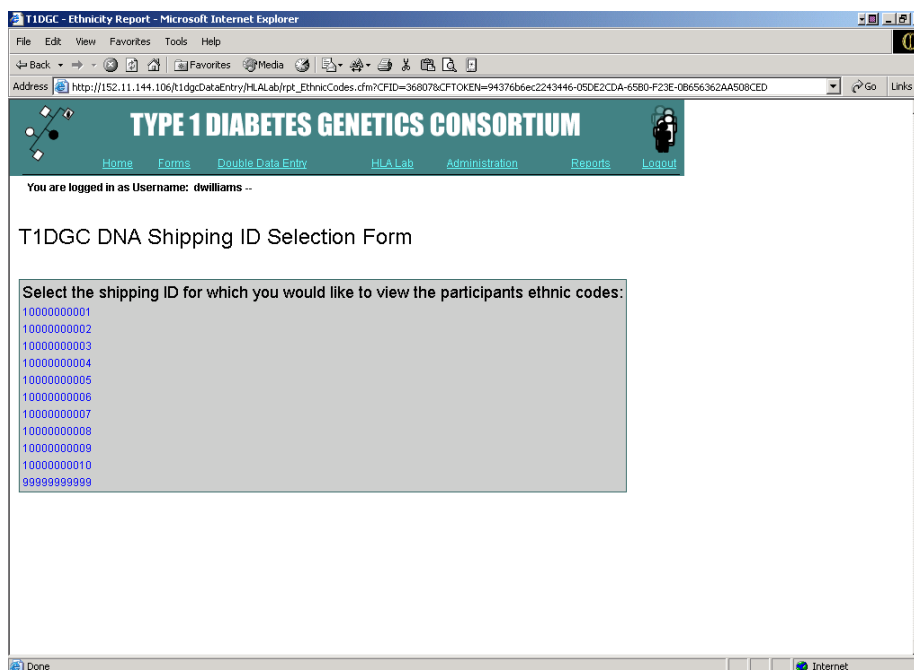 T1DGC - Ethnicity Report - Microsoft Internet Explorer
File Edit View Favorites Tools Help
Back Favorites Media
Address http://152.11.144.106/t1dgcDataEntry/HLALab/rpt_EthnicCodes.cfm?CFID=36807&CFTOKEN=94376b6ec2243446-05DE2CDA-65B0-F23E-0B656362AA508CED Go Links
TYPE 1 DIABETES GENETICS CONSORTIUM
Home Forms Double Data Entry HLA Lab Administration Reports Logout
You are logged in as Username: dwilliams --
T1DGC DNA Shipping ID Selection Form
Select the shipping ID for which you would like to view the participants ethnic codes:
10000000001
10000000002
10000000003
10000000004
10000000005
10000000006
10000000007
10000000008
10000000009
10000000010
99999999999
Done Internet